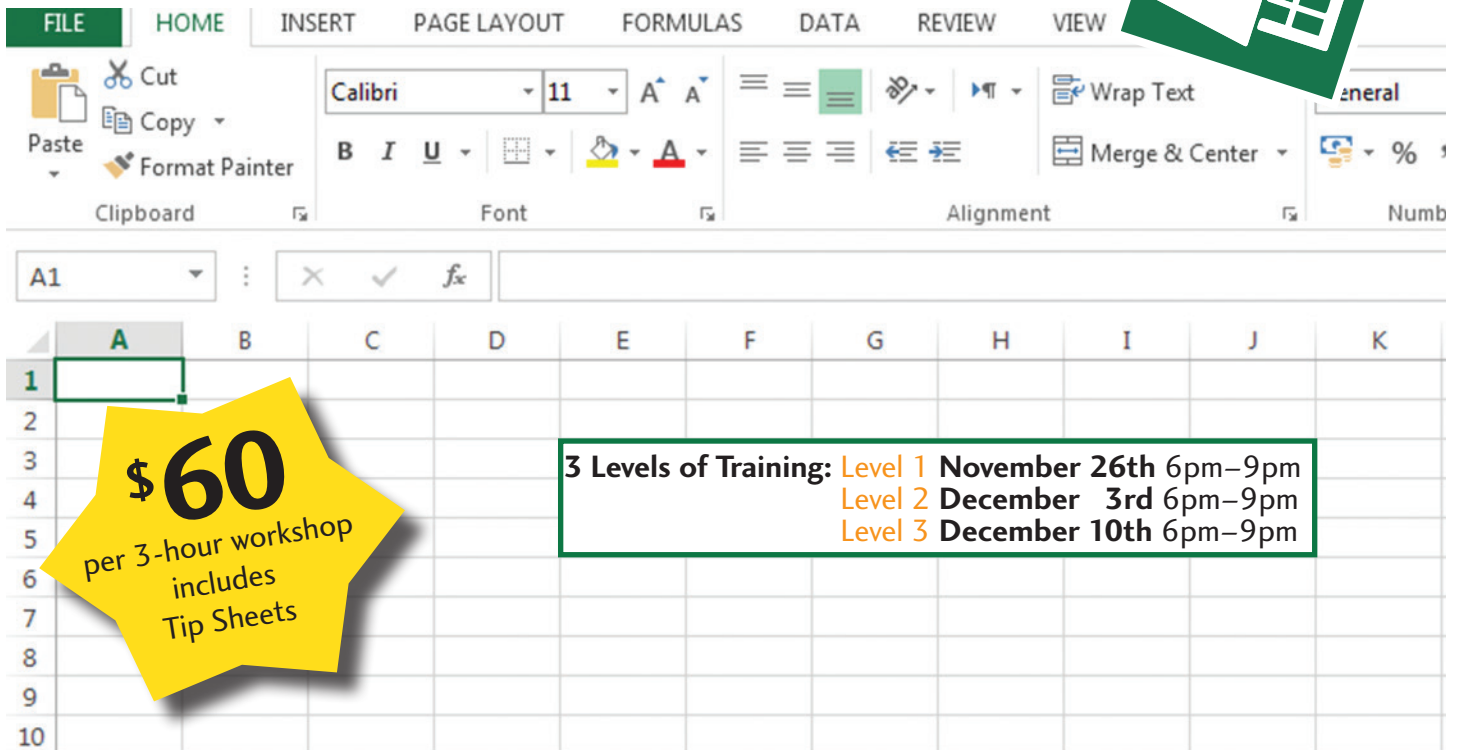 FILE HOME INSERT PAGE LAYOUT FORMULAS DATA REVIEW VIEW
Cut
Copy
Paste
Format Painter
Clipboard
Calibri 11 A A
B I U A
Font
Wrap Text
Merge & Center
Alignment
eneral
%
Numb
A1 fx
A B C D E F G H I J K
1
2
3
4
5
6
7
8
9
10
$60
per 3-hour workshop
includes
Tip Sheets
3 Levels of Training: Level 1 November 26th 6pm–9pm
Level 2 December 3rd 6pm–9pm
Level 3 December 10th 6pm–9pm